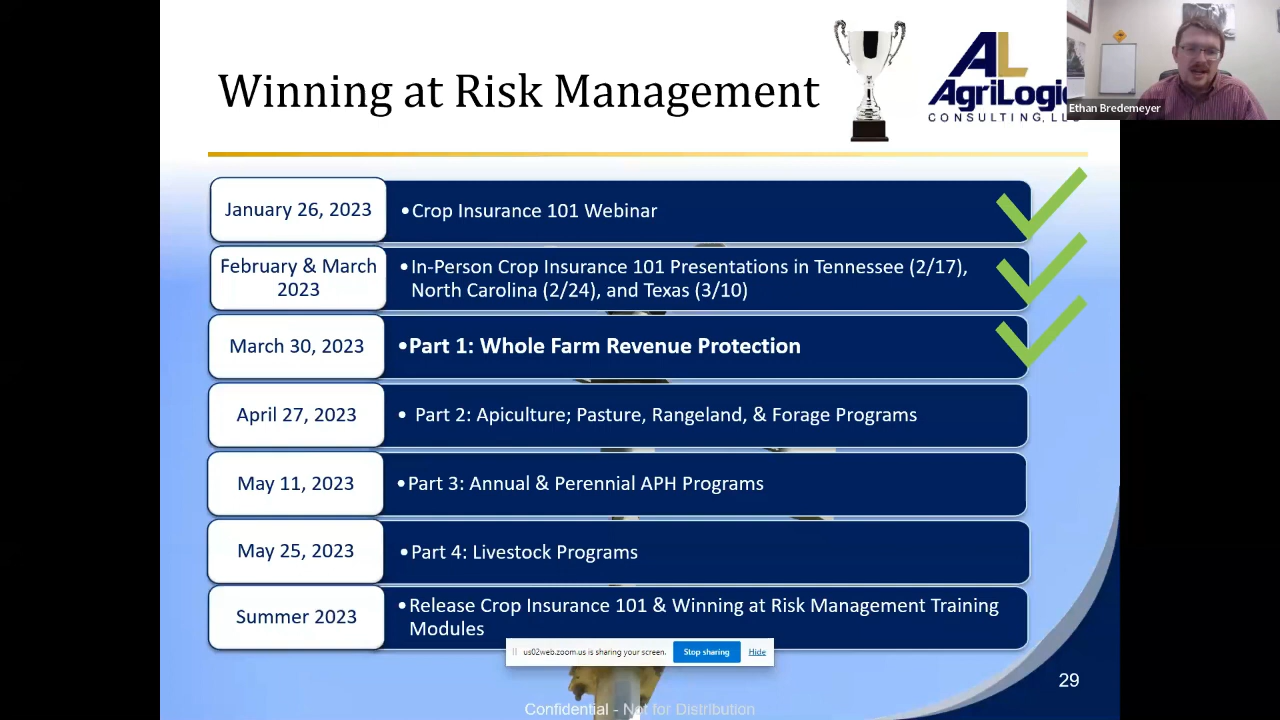 Winning at Risk Management
AL
AgriLogic
CONSULTING, LLC
Ethan Bredemeyer
January 26, 2023
•Crop Insurance 101 Webinar
February & March
2023
•In-Person Crop Insurance 101 Presentations in Tennessee (2/17),
North Carolina (2/24), and Texas (3/10)
March 30, 2023
•Part 1: Whole Farm Revenue Protection
April 27, 2023
• Part 2: Apiculture; Pasture, Rangeland, & Forage Programs
May 11, 2023
•Part 3: Annual & Perennial APH Programs
May 25, 2023
•Part 4: Livestock Programs
Summer 2023
•Release Crop Insurance 101 & Winning at Risk Management Training
Modules
us02web.zoom.us is sharing your screen.
Stop sharing
Hide
29
Confidential - Not for Distribution